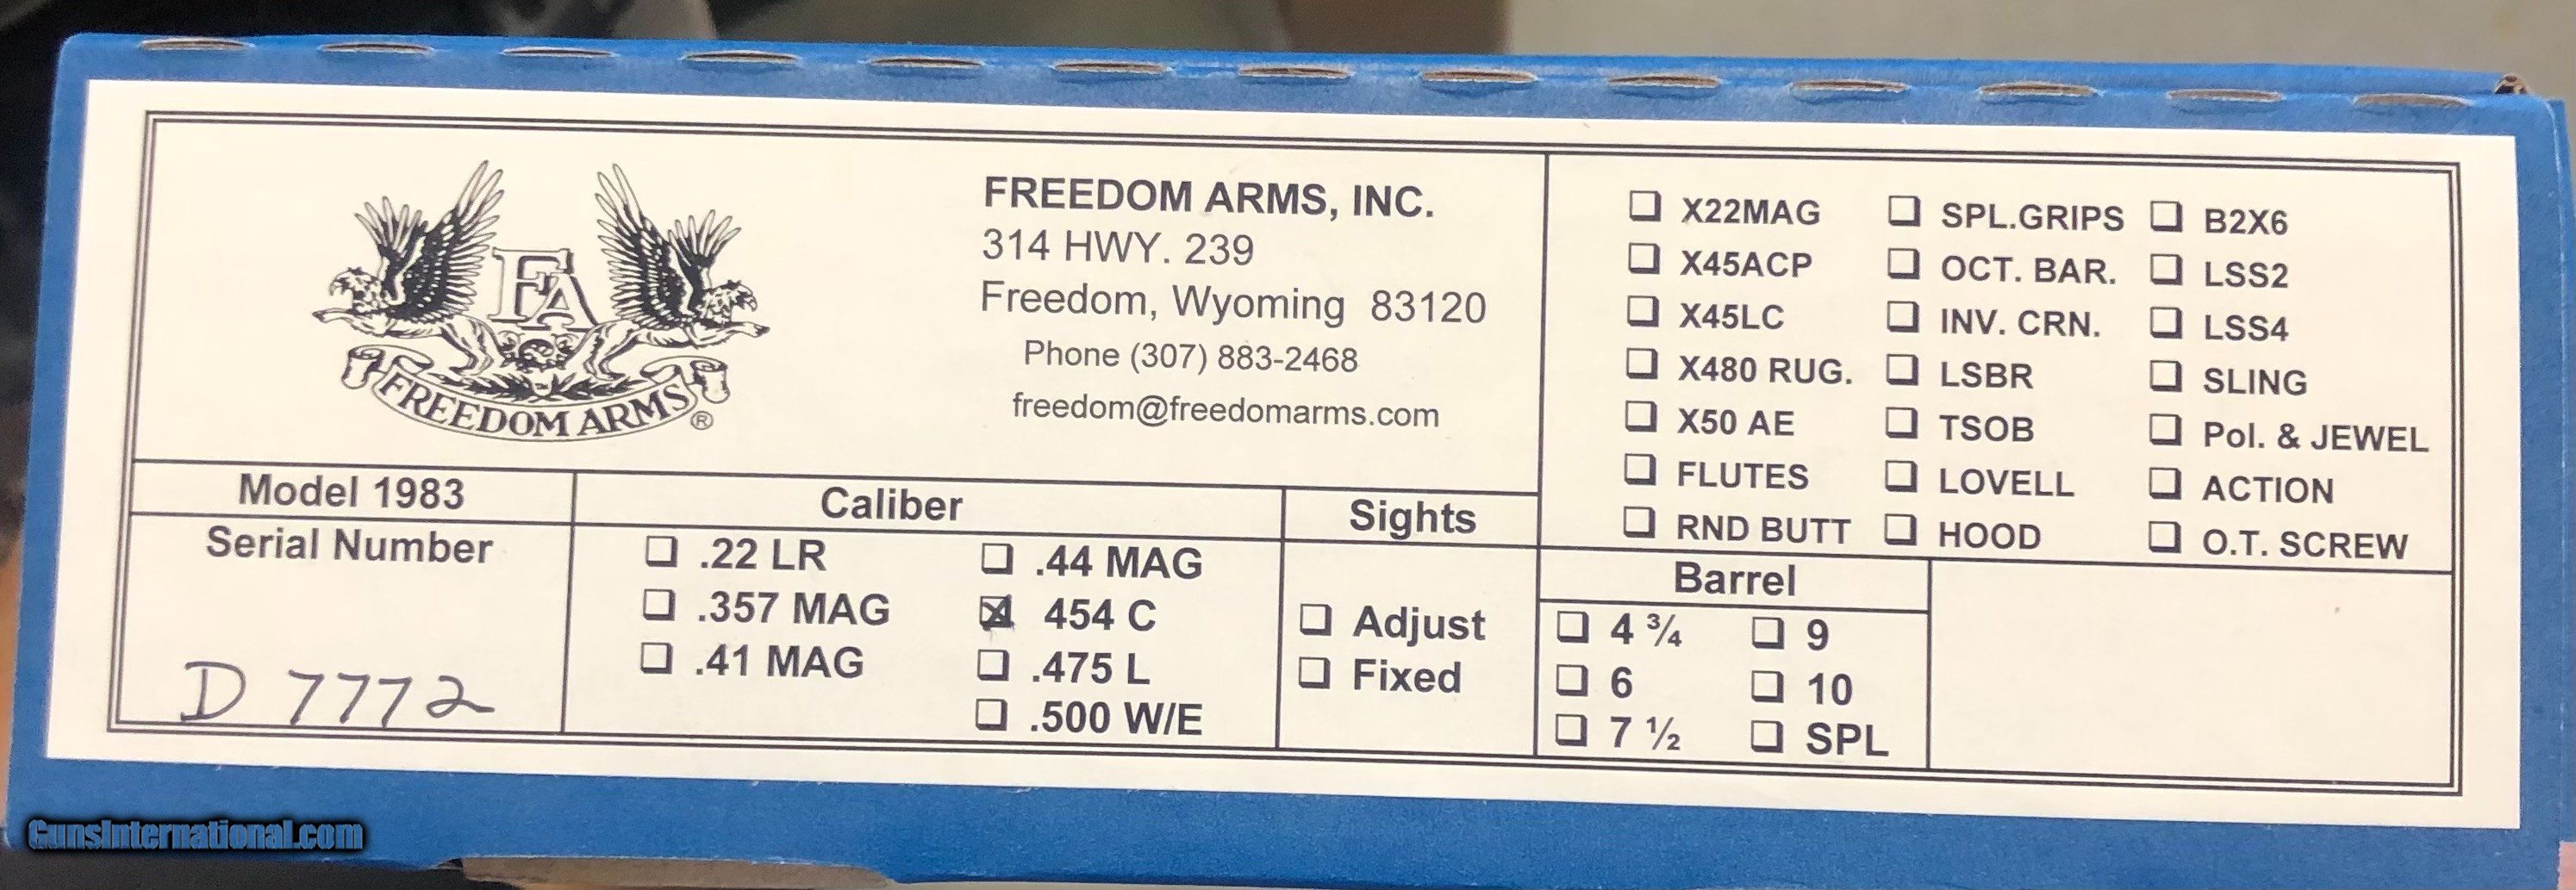 FA
FREEDOM ARMS®
FREEDOM ARMS, INC.
314 HWY. 239
Freedom, Wyoming 83120
Phone (307) 883-2468
freedom@freedomarms.com
❑ X22MAG ❑ SPL.GRIPS ❑ B2X6
❑ X45ACP ❑ OCT. BAR. ❑ LSS2
❑ X45LC ❑ INV. CRN. ❑ LSS4
❑ X480 RUG. ❑ LSBR ❑ SLING
❑ X50 AE ❑ TSOB ❑ Pol. & JEWEL
❑ FLUTES ❑ LOVELL ❑ ACTION
❑ RND BUTT ❑ HOOD ❑ O.T. SCREW
Model 1983
Serial Number
D 7772
Caliber
❑ .22 LR ❑ .44 MAG
❑ .357 MAG ☒ 454 C
❑ .41 MAG ❑ .475 L
❑ .500 W/E
Sights
❑ Adjust
❑ Fixed
Barrel
❑ 4 ¾ ❑ 9
❑ 6 ❑ 10
❑ 7 ½ ❑ SPL
GunsInternational.com